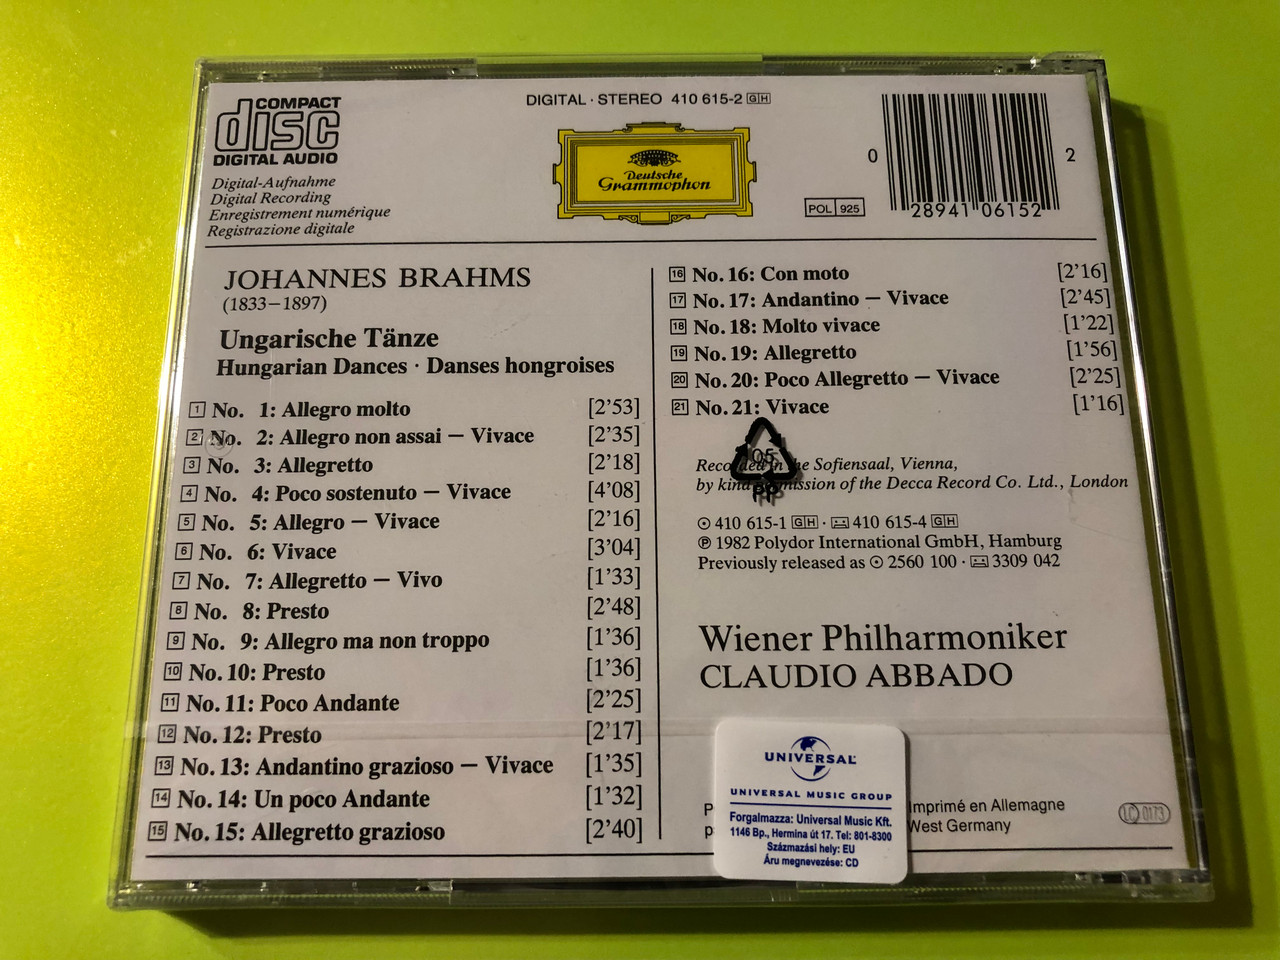 COMPACT
disc
DIGITAL AUDIO
Digital-Aufnahme
Digital Recording
Enregistrement numérique
Registrazione digitale
DIGITAL · STEREO 410 615-2 GH
Deutsche
Grammophon
POL 925
0 28941 06152 2
JOHANNES BRAHMS
(1833–1897)
Ungarische Tänze
Hungarian Dances · Danses hongroises
1 No. 1: Allegro molto [2'53]
2 No. 2: Allegro non assai – Vivace [2'35]
3 No. 3: Allegretto [2'18]
4 No. 4: Poco sostenuto – Vivace [4'08]
5 No. 5: Allegro – Vivace [2'16]
6 No. 6: Vivace [3'04]
7 No. 7: Allegretto – Vivo [1'33]
8 No. 8: Presto [2'48]
9 No. 9: Allegro ma non troppo [1'36]
10 No. 10: Presto [1'36]
11 No. 11: Poco Andante [2'25]
12 No. 12: Presto [2'17]
13 No. 13: Andantino grazioso – Vivace [1'35]
14 No. 14: Un poco Andante [1'32]
15 No. 15: Allegretto grazioso [2'40]
16 No. 16: Con moto [2'16]
17 No. 17: Andantino – Vivace [2'45]
18 No. 18: Molto vivace [1'22]
19 No. 19: Allegretto [1'56]
20 No. 20: Poco Allegretto – Vivace [2'25]
21 No. 21: Vivace [1'16]
05
PP
Recorded in the Sofiensaal, Vienna,
by kind permission of the Decca Record Co. Ltd., London
410 615-1 GH · 410 615-4 GH
℗ 1982 Polydor International GmbH, Hamburg
Previously released as 2560 100 · 3309 042
Wiener Philharmoniker
CLAUDIO ABBADO
UNIVERSAL
UNIVERSAL MUSIC GROUP
Forgalmazza: Universal Music Kft.
1146 Bp., Hermina út 17. Tel: 801-8300
Származási hely: EU
Áru megnevezése: CD
Imprimé en Allemagne
West Germany
LC 0173